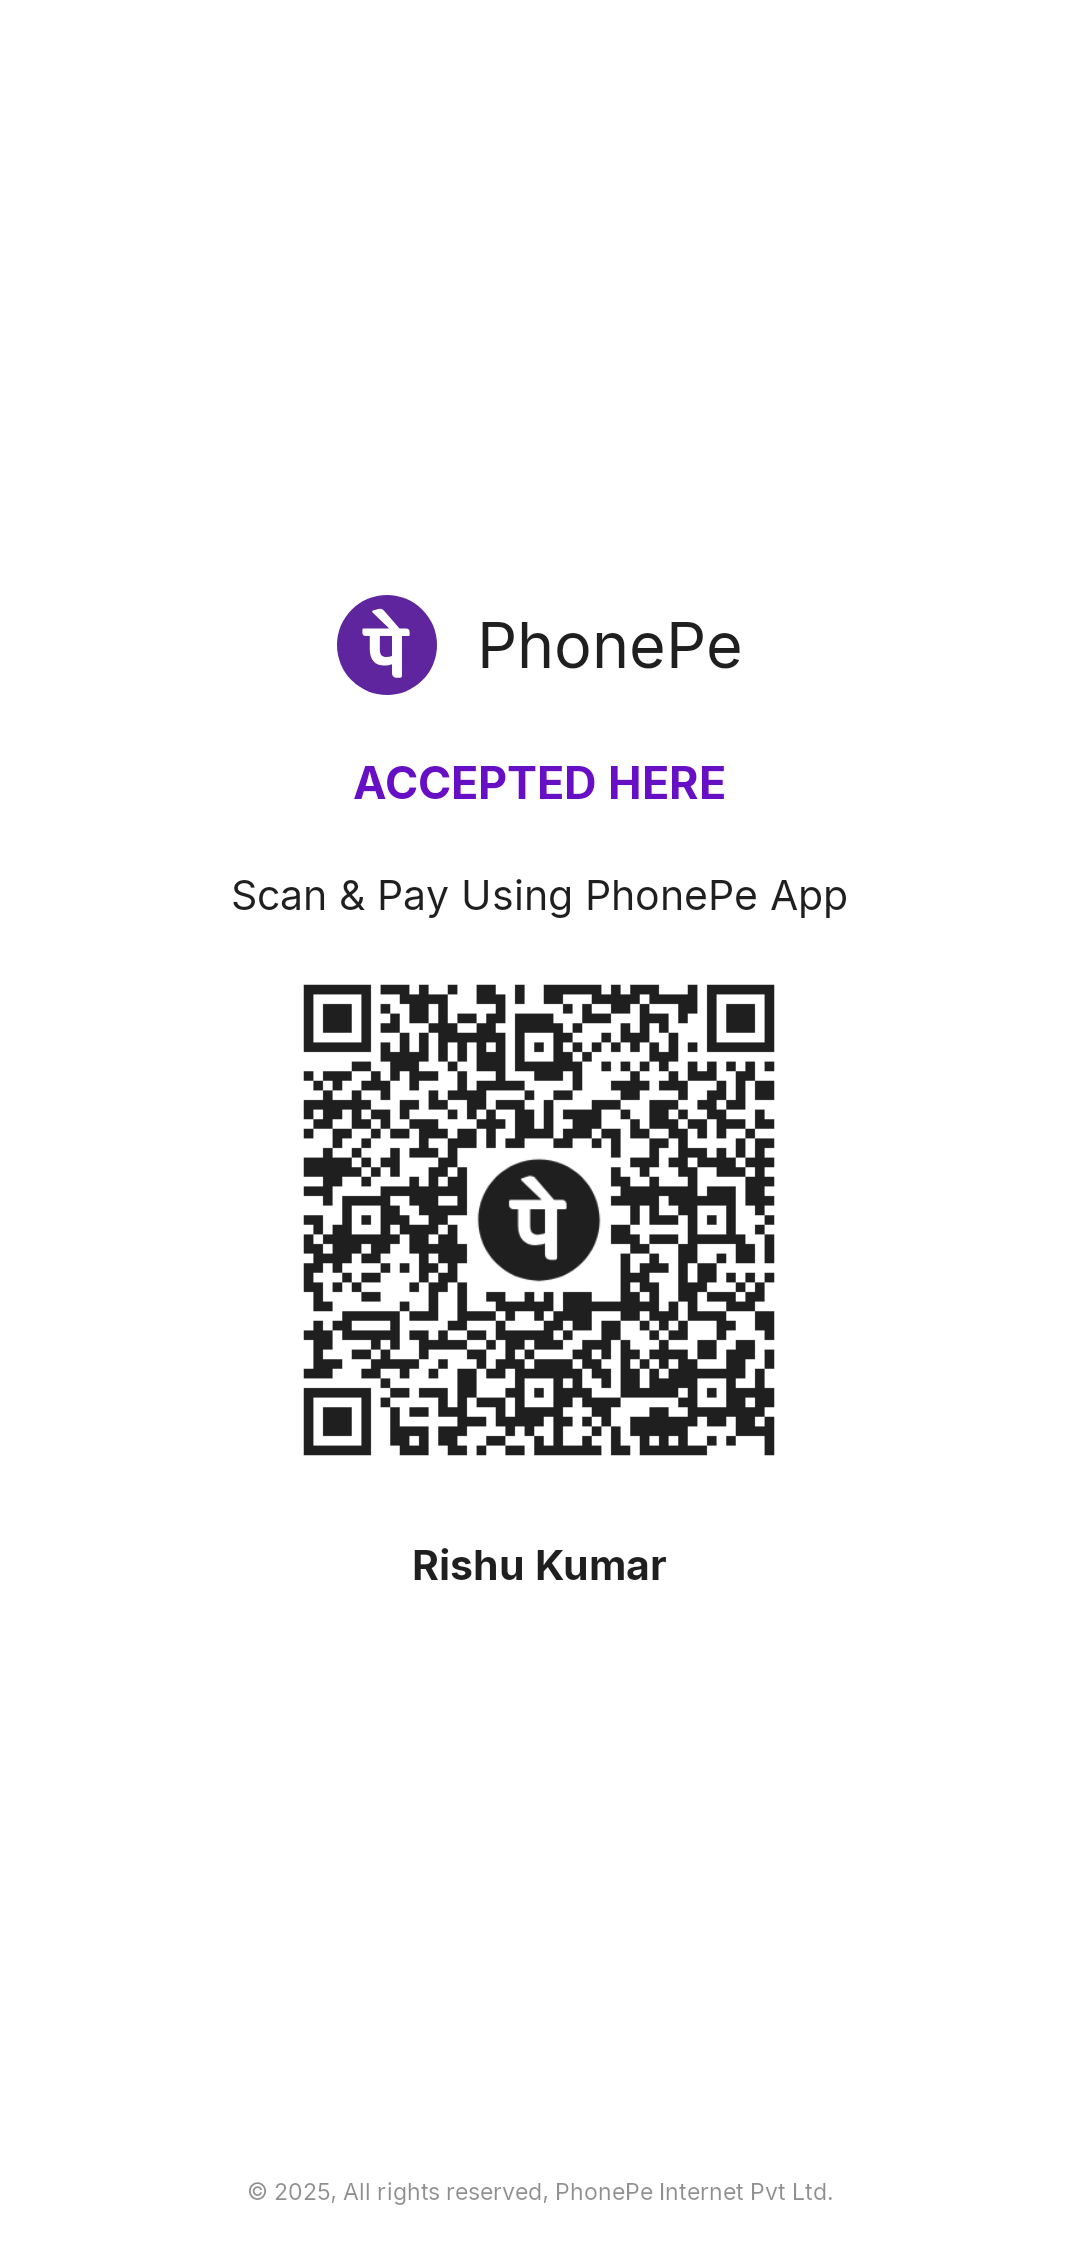 पे PhonePe
ACCEPTED HERE
Scan & Pay Using PhonePe App
पे
Rishu Kumar
© 2025, All rights reserved, PhonePe Internet Pvt Ltd.